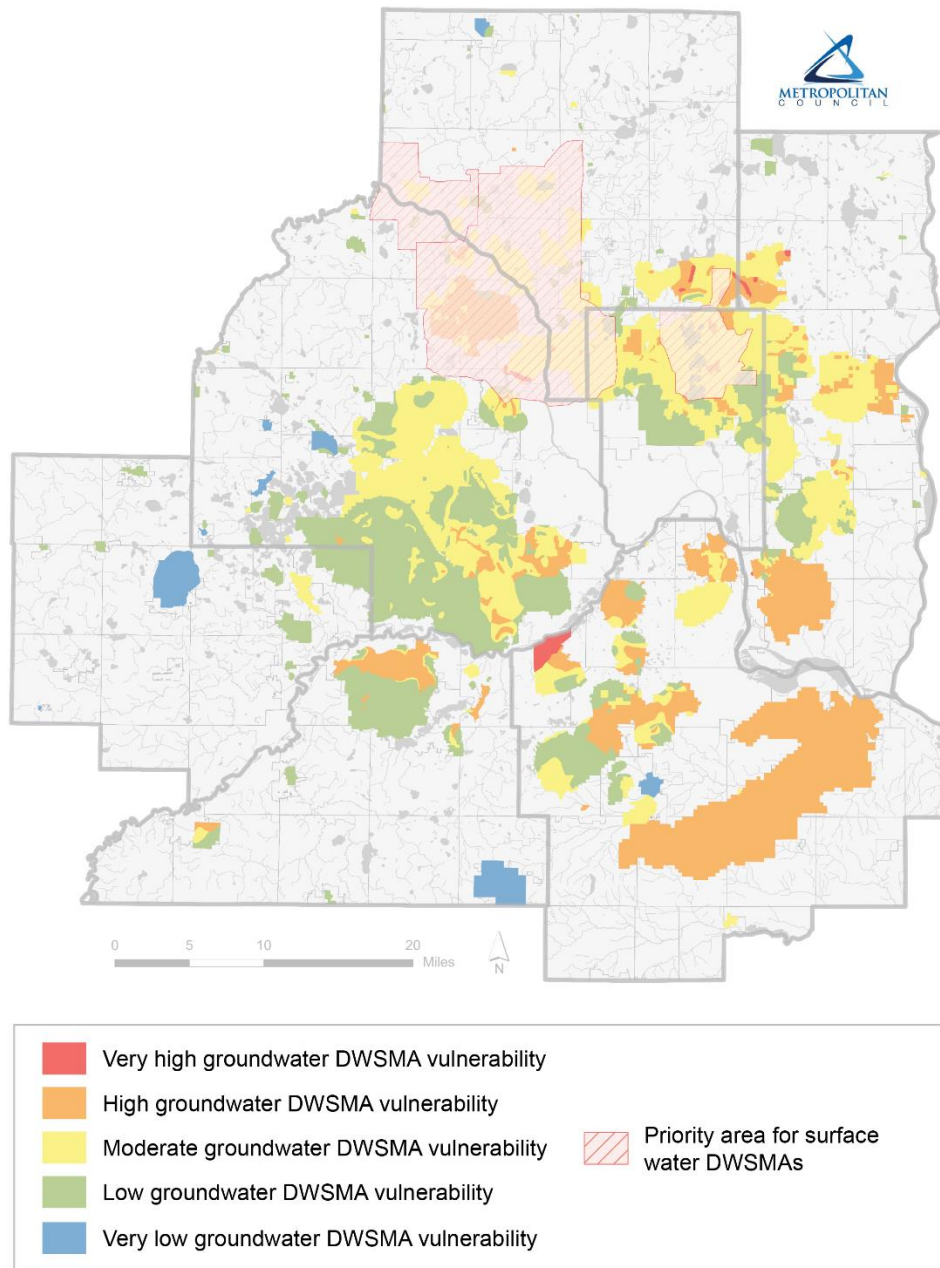 METROPOLITAN
COUNCIL
0 5 10 20
Miles
N
Very high groundwater DWSMA vulnerability
High groundwater DWSMA vulnerability
Moderate groundwater DWSMA vulnerability
Low groundwater DWSMA vulnerability
Very low groundwater DWSMA vulnerability
Priority area for surface
water DWSMAs